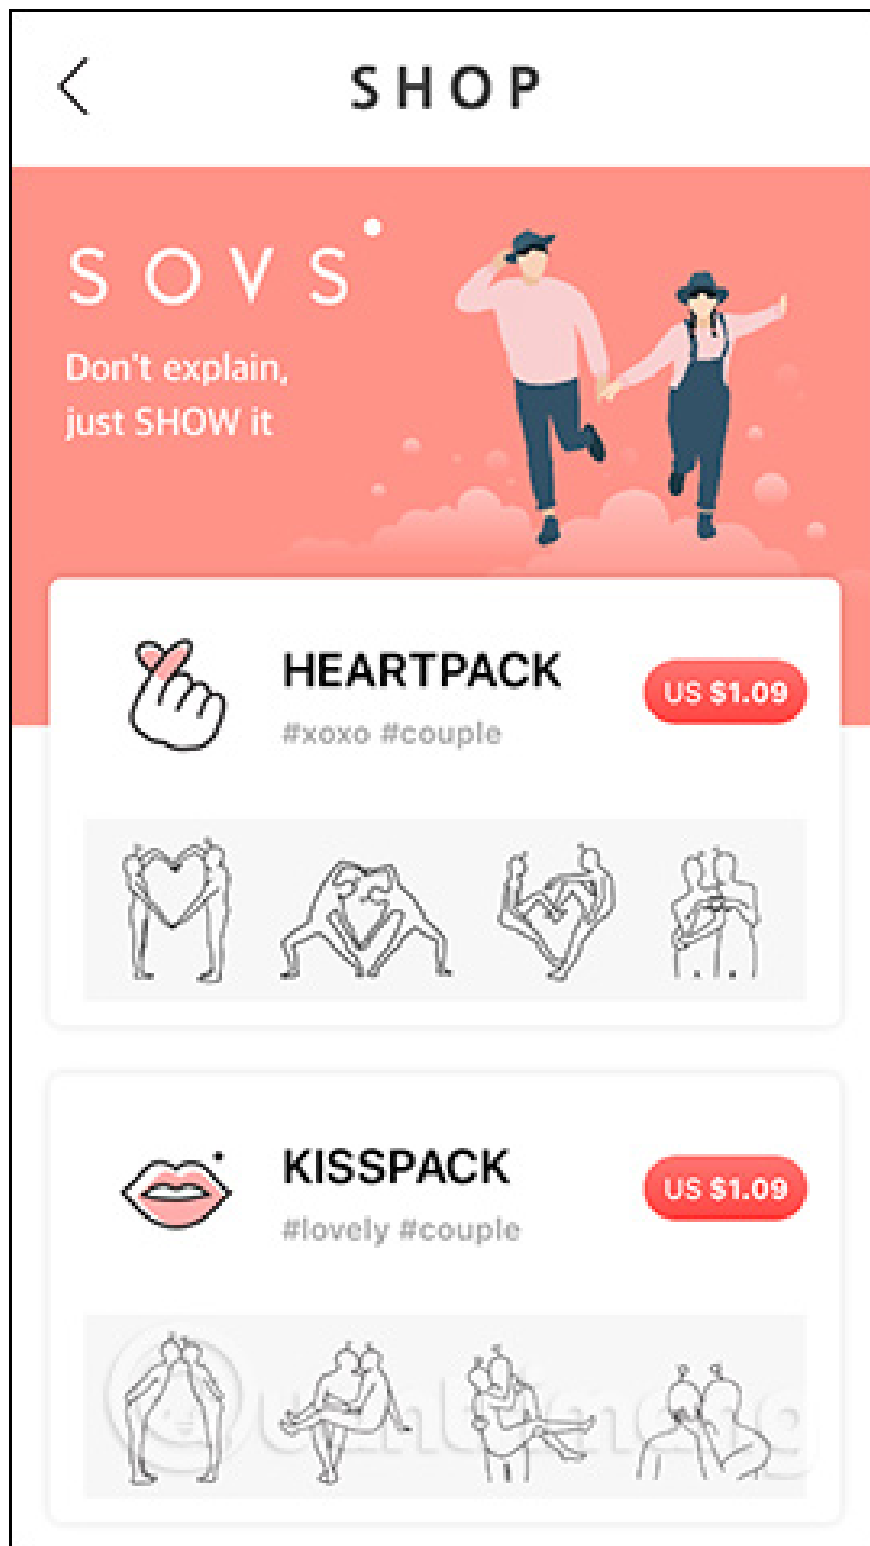 SHOP
SOVS
Don't explain,
just SHOW it
HEARTPACK
US $1.09
#xoxo #couple
KISSPACK
US $1.09
#lovely #couple